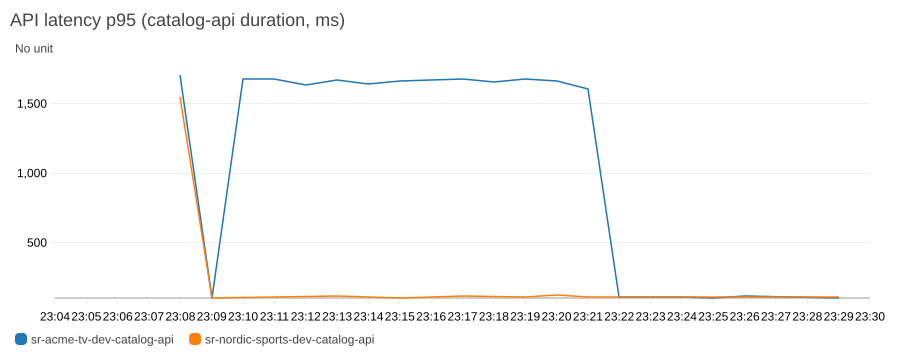 API latency p95 (catalog-api duration, ms)
No unit
1,500
1,000
500
23:04 23:05 23:06 23:07 23:08 23:09 23:10 23:11 23:12 23:13 23:14 23:15 23:16 23:17 23:18 23:19 23:20 23:21 23:22 23:23 23:24 23:25 23:26 23:27 23:28 23:29 23:30
sr-acme-tv-dev-catalog-api sr-nordic-sports-dev-catalog-api